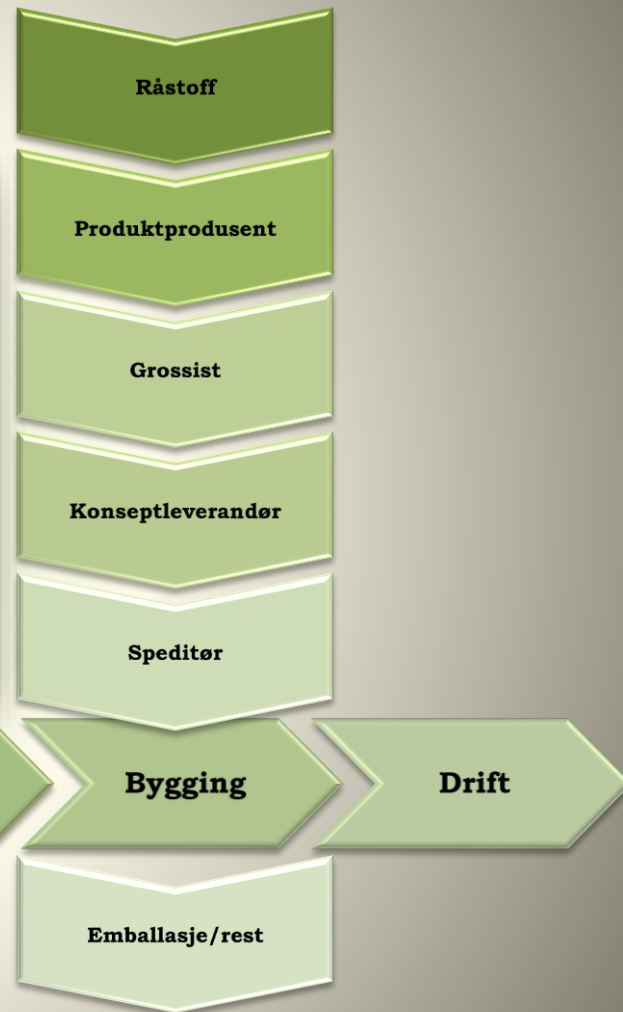 Råstoff
Produktprodusent
Grossist
Konseptleverandør
Speditør
Bygging
Drift
Emballasje/rest